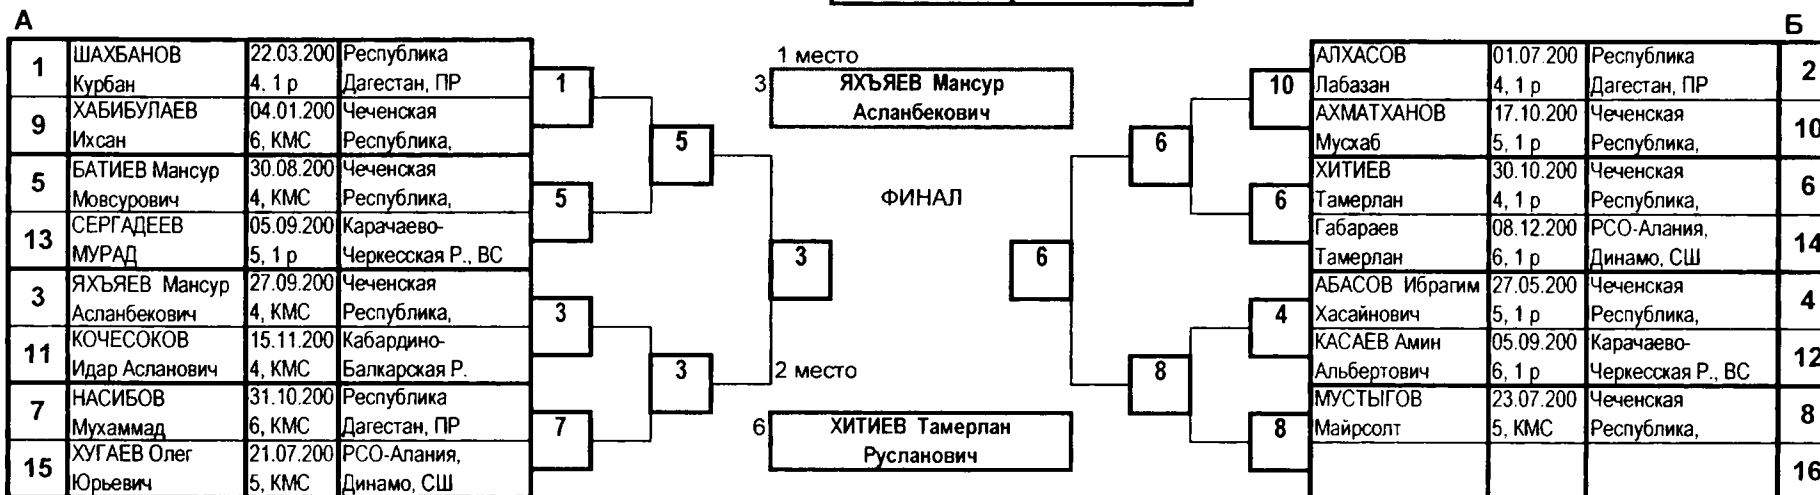 А
Б
1 ШАХБАНОВ 22.03.200 Республика
Курбан 4. 1 р Дагестан, ПР
9 ХАБИБУЛАЕВ 04.01.200 Чеченская
Ихсан 6, КМС Республика,
5 БАТИЕВ Мансур 30.08.200 Чеченская
Мовсурович 4, КМС Республика,
13 СЕРГАДЕЕВ 05.09.200 Карачаево-
МУРАД 5, 1 р Черкесская Р., ВС
3 ЯХЪЯЕВ Мансур 27.09.200 Чеченская
Асланбекович 4, КМС Республика,
11 КОЧЕСОКОВ 15.11.200 Кабардино-
Идар Асланович 4, КМС Балкарская Р.
7 НАСИБОВ 31.10.200 Республика
Мухаммад 6, КМС Дагестан, ПР
15 ХУГАЕВ Олег 21.07.200 РСО-Алания,
Юрьевич 5, КМС Динамо, СШ
1
5
3
7
5
3
3
1 место
3 ЯХЪЯЕВ Мансур
Асланбекович
ФИНАЛ
2 место
6 ХИТИЕВ Тамерлан
Русланович
6
6
8
10
6
4
8
АЛХАСОВ 01.07.200 Республика 2
Лабазан 4, 1 р Дагестан, ПР
АХМАТХАНОВ 17.10.200 Чеченская 10
Мусхаб 5, 1 р Республика,
ХИТИЕВ 30.10.200 Чеченская 6
Тамерлан 4, 1 р Республика,
Габараев 08.12.200 РСО-Алания, 14
Тамерлан 6, 1 р Динамо, СШ
АБАСОВ Ибрагим 27.05.200 Чеченская 4
Хасайнович 5, 1 р Республика,
КАСАЕВ Амин 05.09.200 Карачаево- 12
Альбертович 6, 1 р Черкесская Р., ВС
МУСТЫГОВ 23.07.200 Чеченская 8
Майрсолт 5, КМС Республика,
16